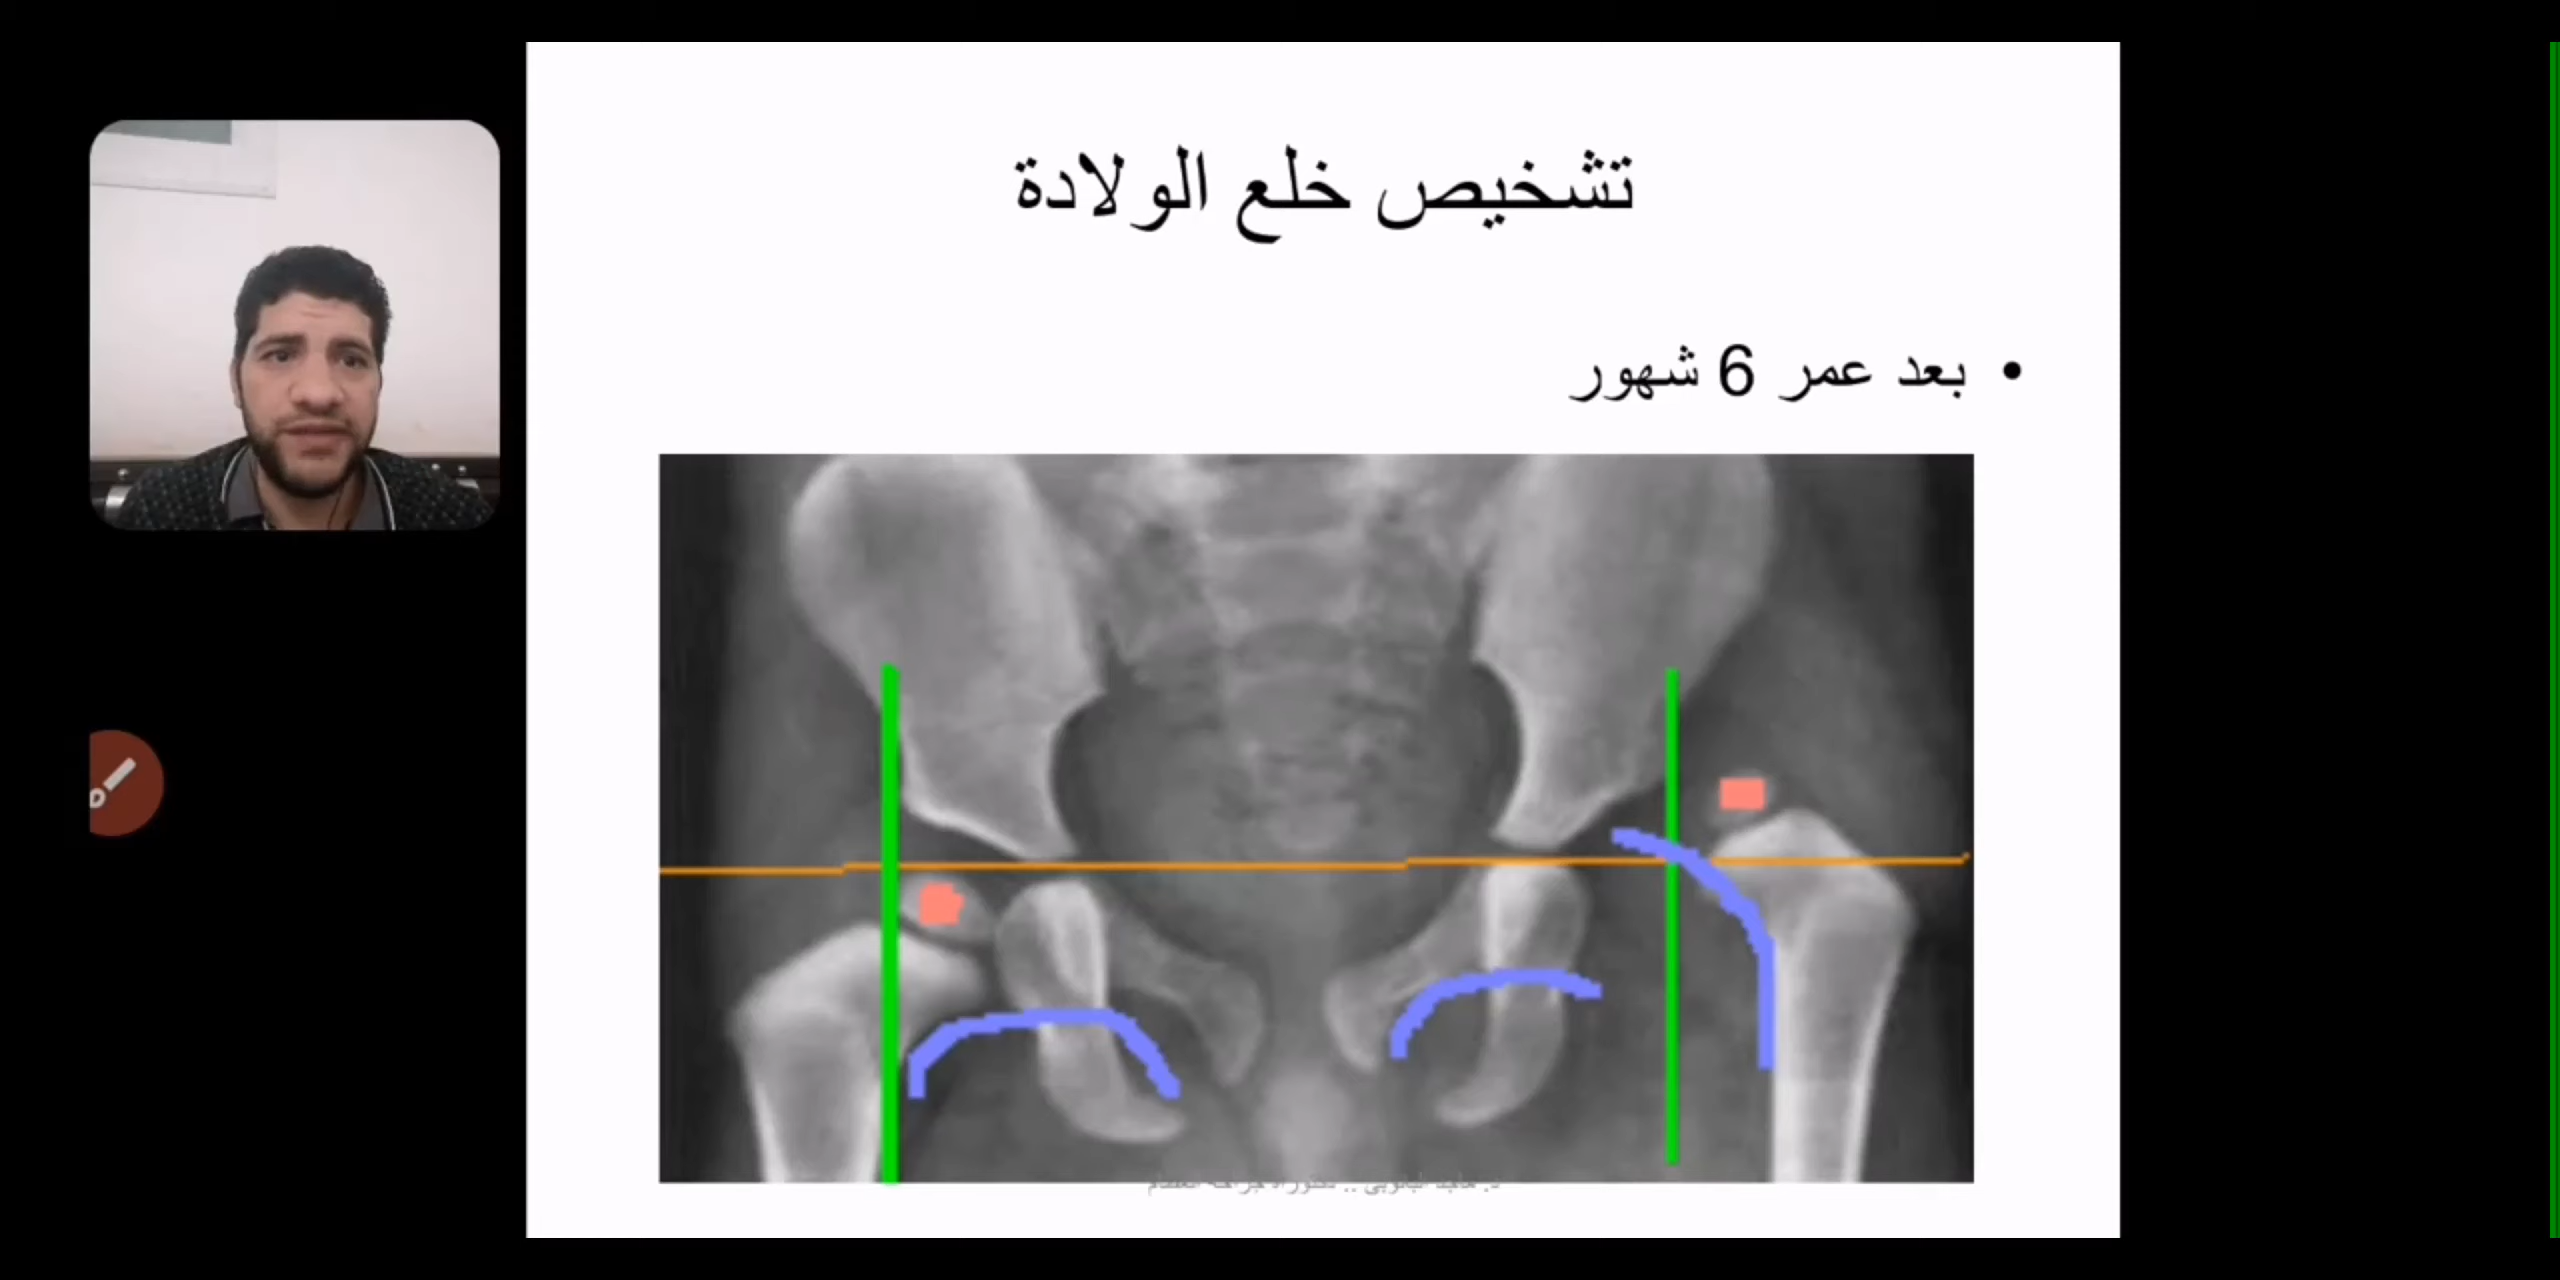 تشخيص خلع الولادة
• بعد عمر 6 شهور